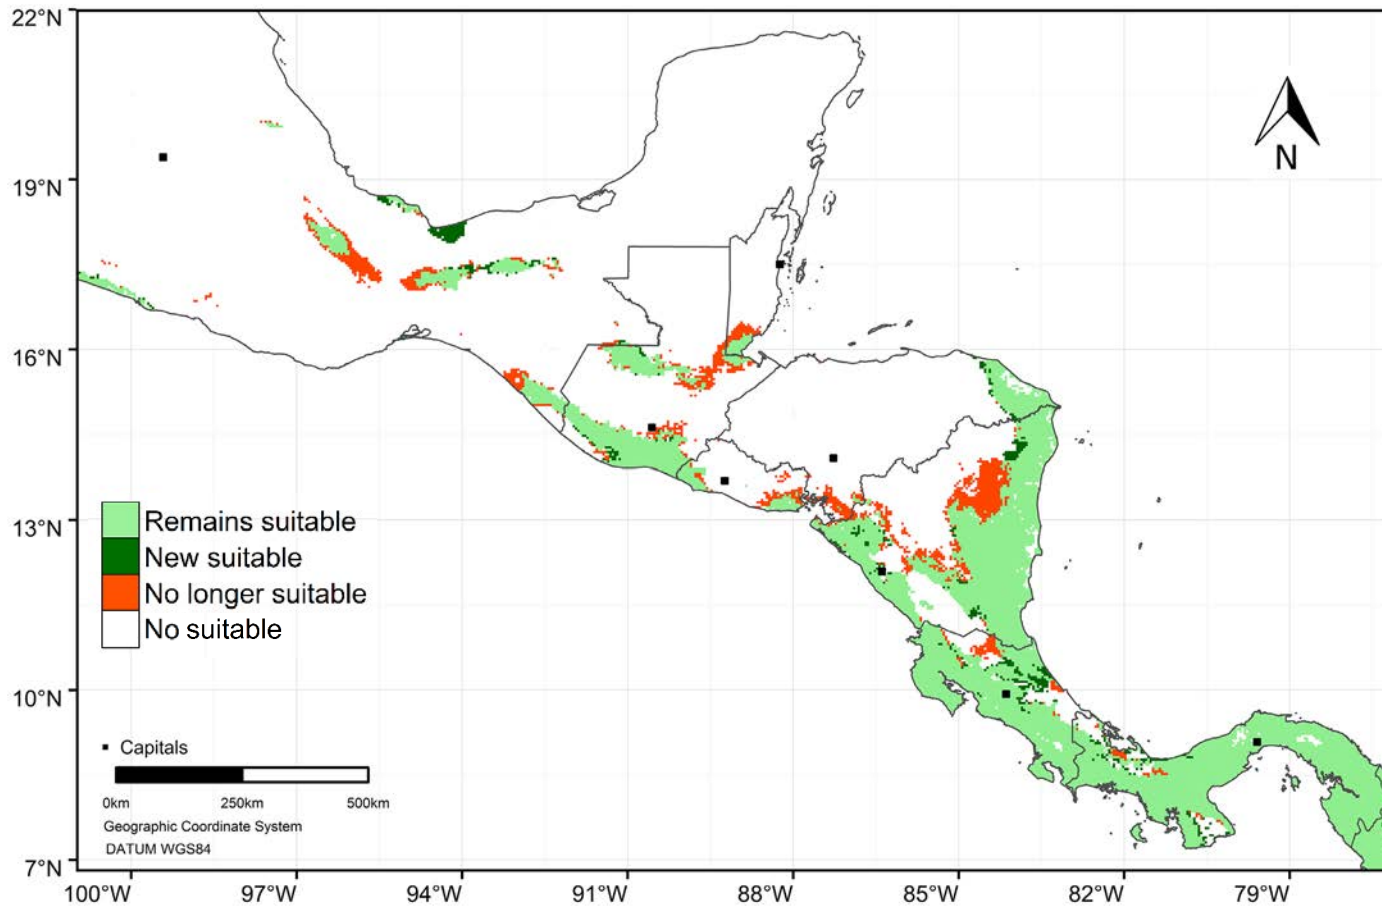 22°N
19°N
16°N
13°N
10°N
7°N
N
Remains suitable
New suitable
No longer suitable
No suitable
Capitals
0km 250km 500km
Geographic Coordinate System
DATUM WGS84
100°W 97°W 94°W 91°W 88°W 85°W 82°W 79°W